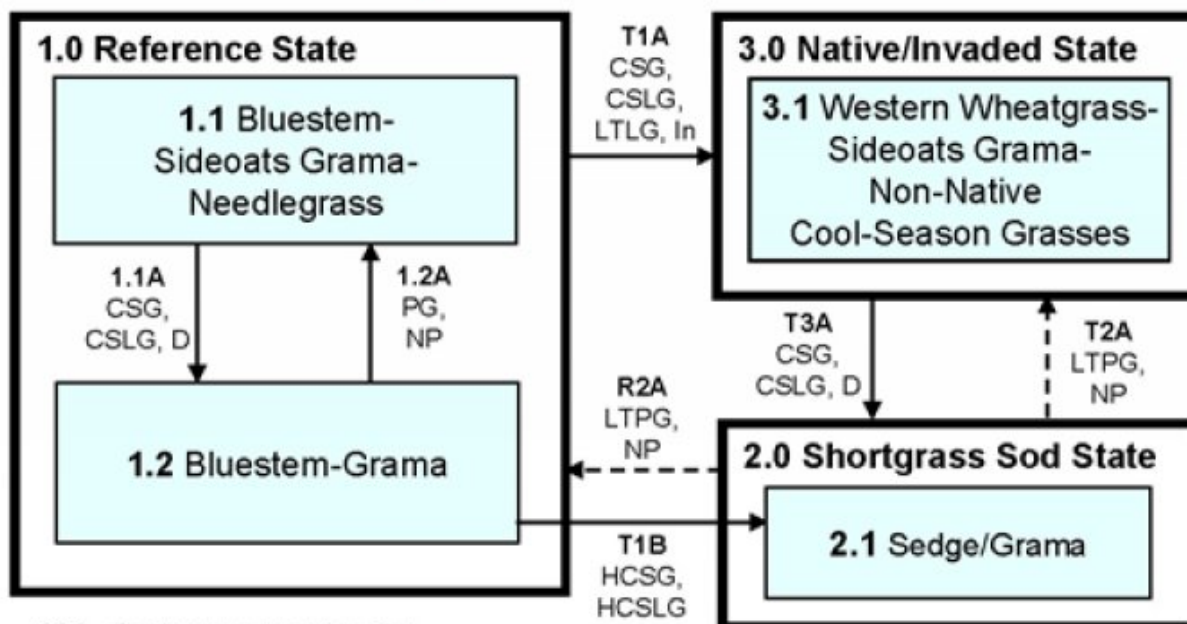 1.0 Reference State
1.1 Bluestem-
Sideoats Grama-
Needlegrass
1.1A
CSG,
CSLG, D
1.2A
PG,
NP
1.2 Bluestem-Grama
T1A
CSG,
CSLG,
LTLG, In
3.0 Native/Invaded State
3.1 Western Wheatgrass-
Sideoats Grama-
Non-Native
Cool-Season Grasses
T3A
CSG,
CSLG, D
T2A
LTPG,
NP
R2A
LTPG,
NP
T1B
HCSG,
HCSLG
2.0 Shortgrass Sod State
2.1 Sedge/Grama